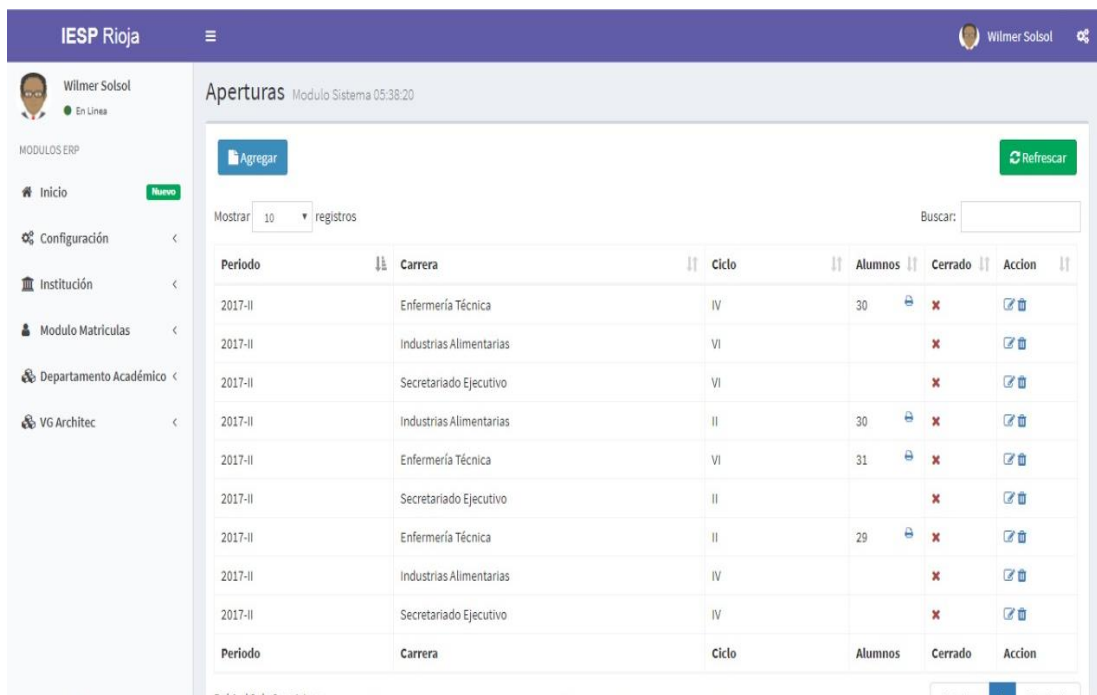 IESP Rioja
Wilmer Solsol
Wilmer Solsol
En Linea
MODULOS ERP
Inicio Nuevo
Configuración
Institución
Modulo Matriculas
Departamento Académico
VG Architec
Aperturas Modulo Sistema 05:38:20
Agregar
Refrescar
Mostrar 10 registros
Buscar:
Periodo Carrera Ciclo Alumnos Cerrado Accion
2017-II Enfermería Técnica IV 30
2017-II Industrias Alimentarias VI
2017-II Secretariado Ejecutivo VI
2017-II Industrias Alimentarias II 30
2017-II Enfermería Técnica VI 31
2017-II Secretariado Ejecutivo II
2017-II Enfermería Técnica II 29
2017-II Industrias Alimentarias IV
2017-II Secretariado Ejecutivo IV
Periodo Carrera Ciclo Alumnos Cerrado Accion